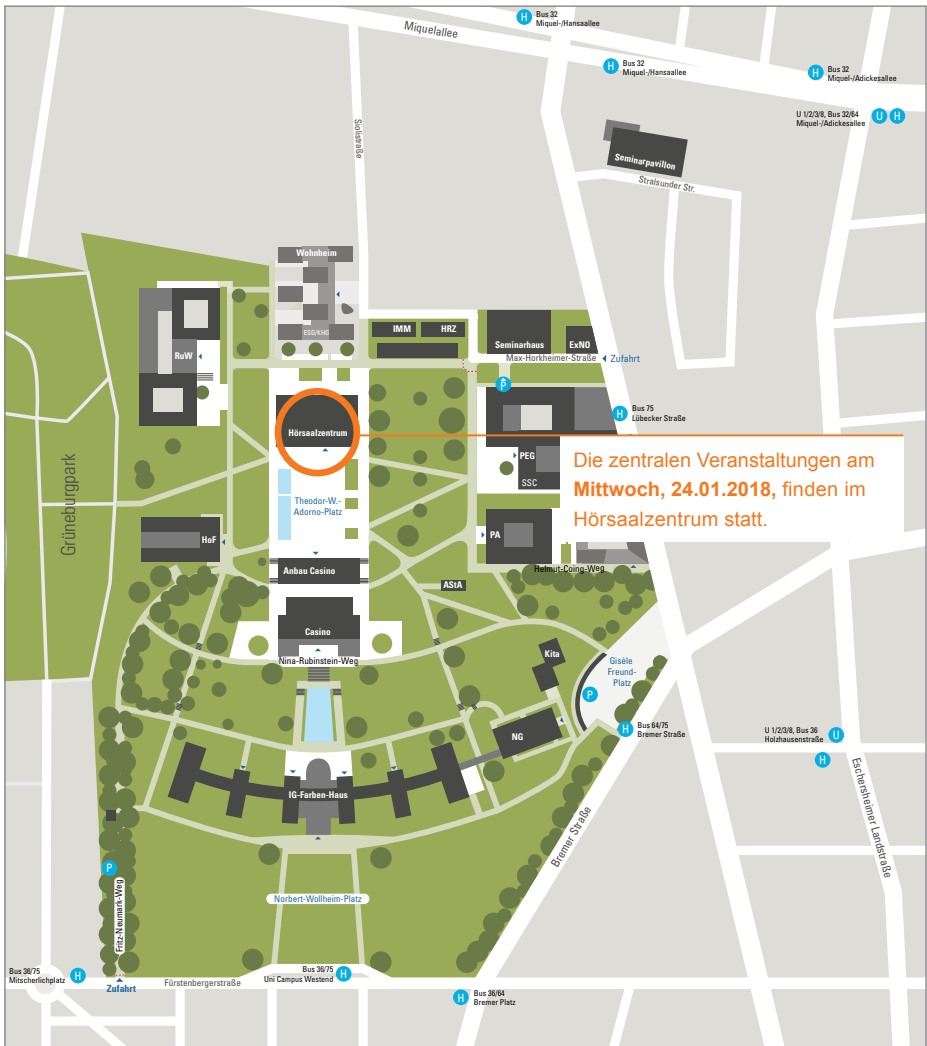 Bus 32
Miquel-/Hansaallee
Miquelallee
Bus 32
Miquel-/Hansaallee
Bus 32
Miquel-/Adickesallee
U 1/2/3/8, Bus 32/64
Miquel-/Adickesallee
H
H
H
U
H
Siolistraße
Seminarpavillon
Stralsunder Str.
Wohnheim
ESG/KHG
IMM
HRZ
Seminarhaus
ExNO
RuW
Max-Horkheimer-Straße
Zufahrt
P
H
Bus 75
Lübecker Straße
Hörsaalzentrum
PEG
SSC
Die zentralen Veranstaltungen am
Mittwoch, 24.01.2018, finden im
Hörsaalzentrum statt.
Theodor-W.-
Adorno-Platz
Grüneburgpark
HoF
PA
Anbau Casino
Helmut-Coing-Weg
AStA
Casino
Nina-Rubinstein-Weg
Kita
Gisèle
Freund-
Platz
P
H
Bus 64/75
Bremer Straße
U 1/2/3/8, Bus 36
Holzhausenstraße
U
H
NG
IG-Farben-Haus
Eschersheimer Landstraße
Bremer Straße
P
Fritz-Neumark-Weg
Norbert-Wollheim-Platz
Bus 36/75
Mitscherlichplatz
H
Zufahrt
Fürstenbergerstraße
Bus 36/75
Uni Campus Westend
H
H
Bus 36/64
Bremer Platz